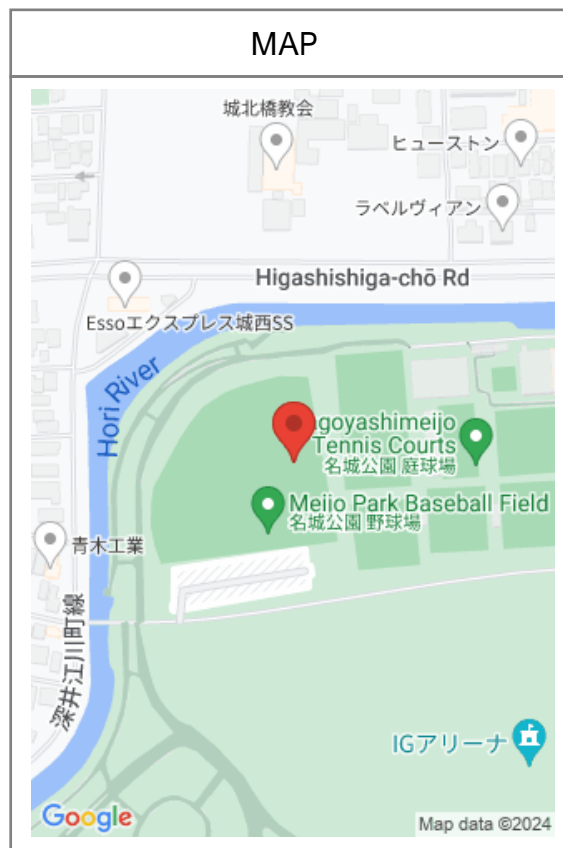 MAP
城北橋教会
ヒューストン
ラベルヴィアン
Higashishiga-chō Rd
Essoエクスプレス城西SS
Hori River
agoyashimeijo
Tennis Courts
名城公園 庭球場
Meijo Park Baseball Field
名城公園 野球場
青木工業
深井江川町線
IGアリーナ
Google
Map data ©2024